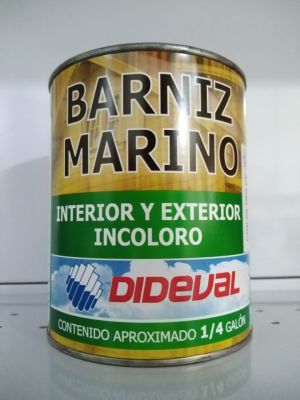 BARNIZ
MARINO
INTERIOR Y EXTERIOR
INCOLORO
DIDEVAL
CONTENIDO APROXIMADO 1/4 GALÓN